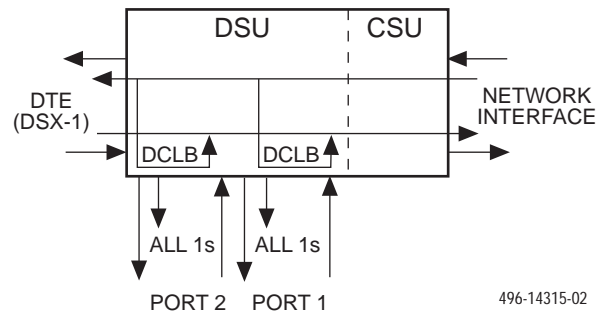 DSU CSU
DTE
(DSX-1)
NETWORK
INTERFACE
DCLB DCLB
ALL 1s ALL 1s
PORT 2 PORT 1
496-14315-02